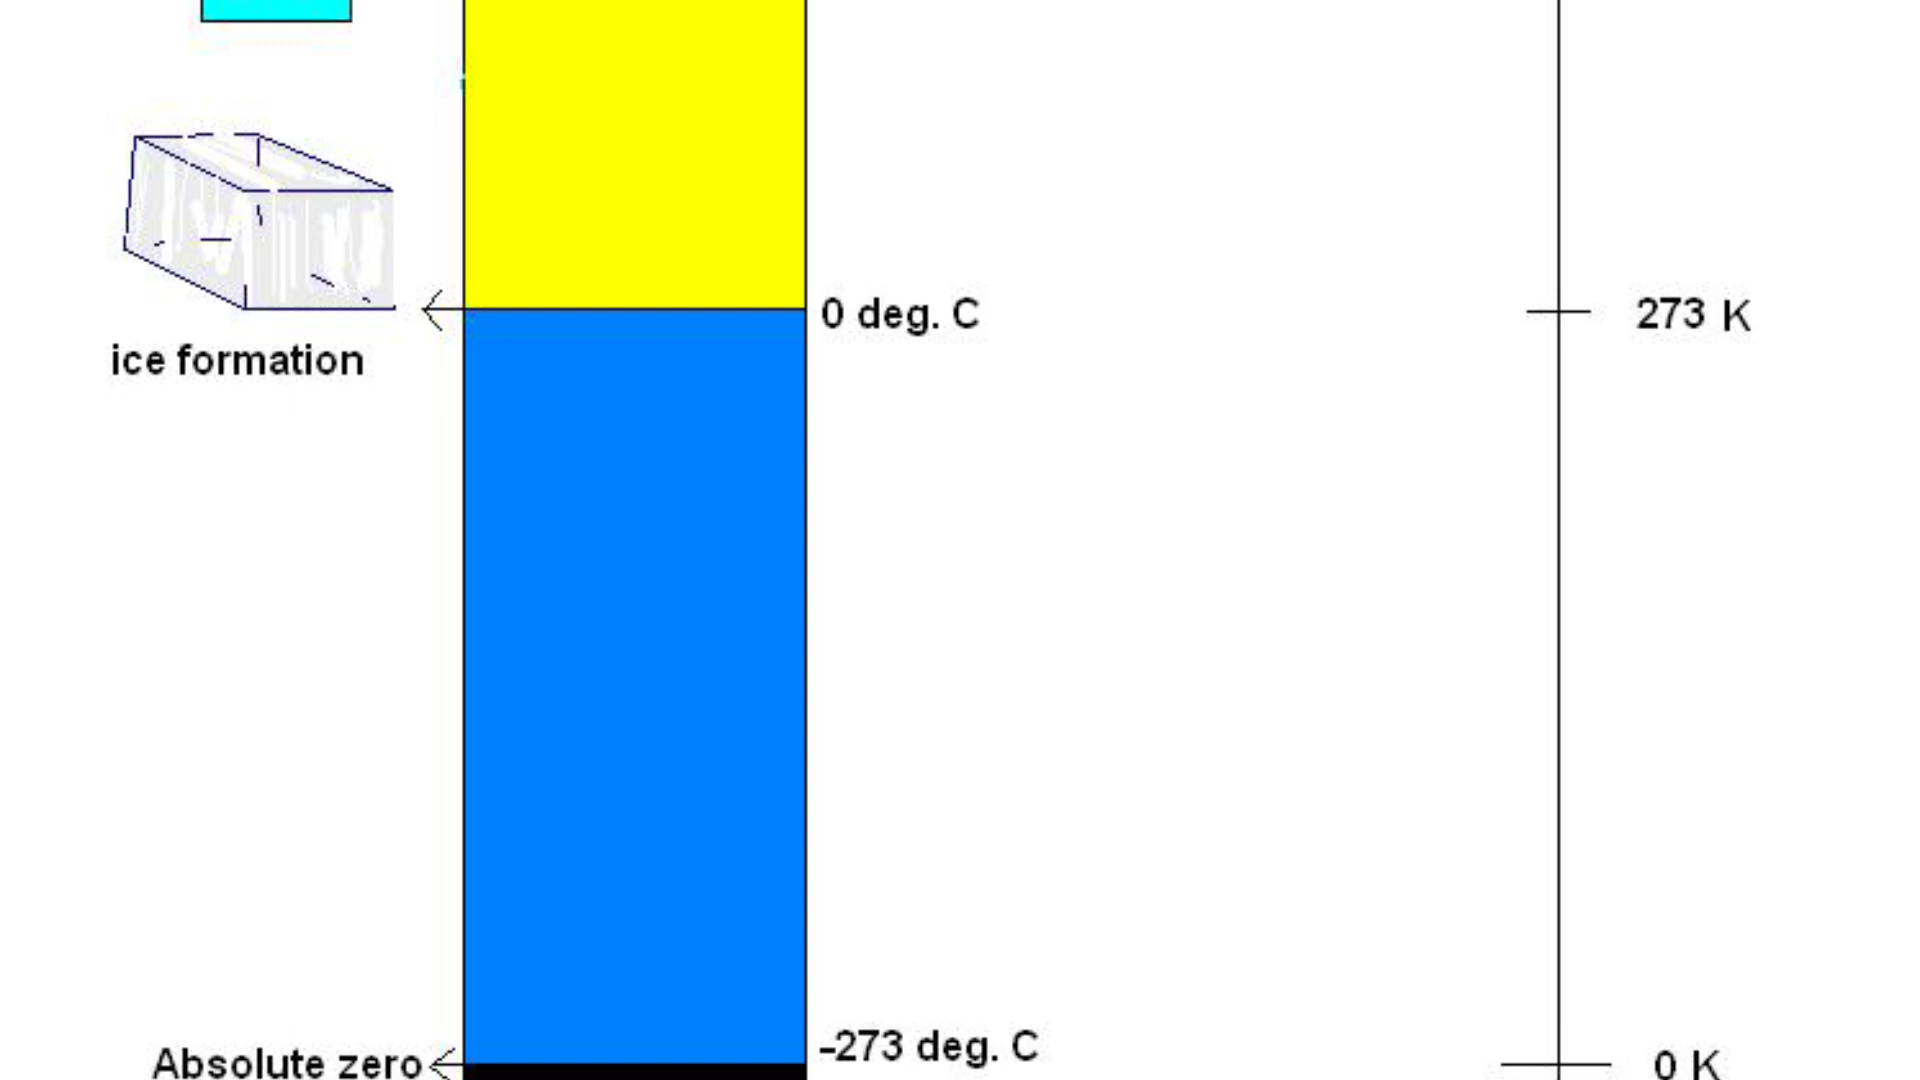 0 deg. C
273 K
ice formation
-273 deg. C
Absolute zero
0 K